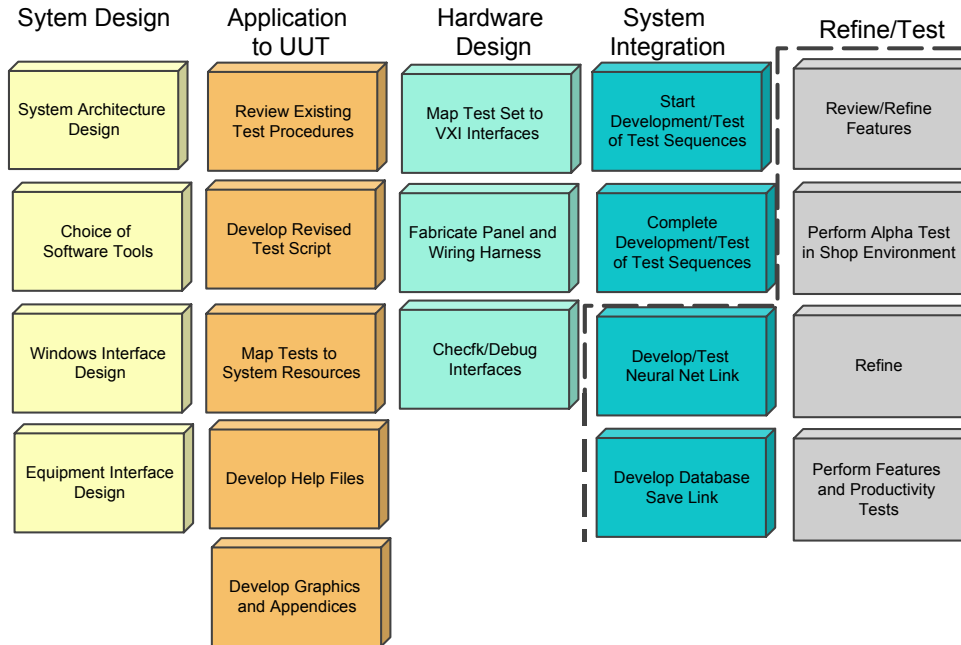 Sytem Design
System Architecture
Design
Choice of
Software Tools
Windows Interface
Design
Equipment Interface
Design
Application
to UUT
Review Existing
Test Procedures
Develop Revised
Test Script
Map Tests to
System Resources
Develop Help Files
Develop Graphics
and Appendices
Hardware
Design
Map Test Set to
VXI Interfaces
Fabricate Panel and
Wiring Harness
Checfk/Debug
Interfaces
System
Integration
Start
Development/Test
of Test Sequences
Complete
Development/Test
of Test Sequences
Develop/Test
Neural Net Link
Develop Database
Save Link
Refine/Test
Review/Refine
Features
Perform Alpha Test
in Shop Environment
Refine
Perform Features
and Productivity
Tests